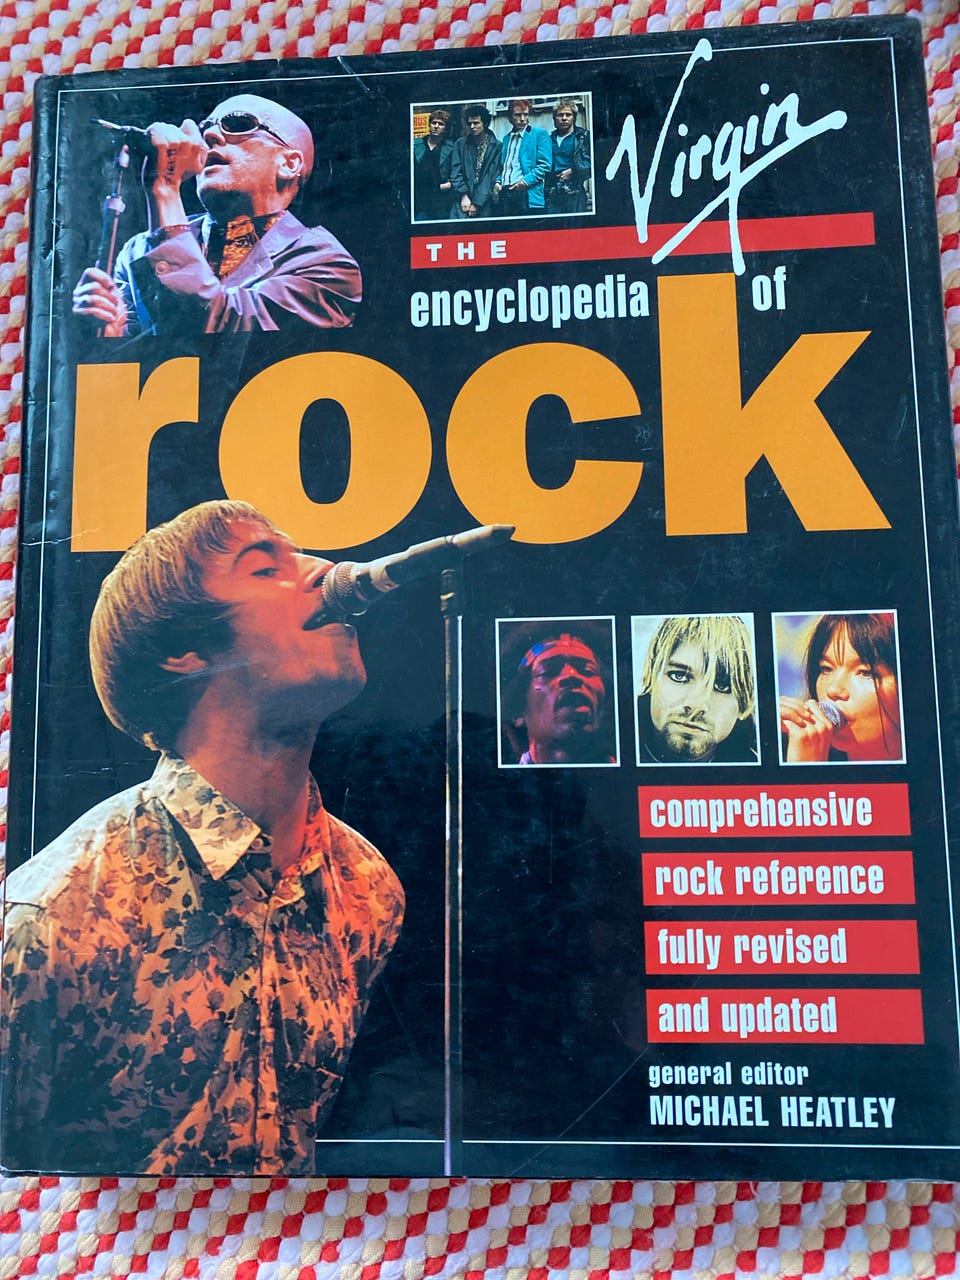 Virgin
THE
encyclopedia of
rock
comprehensive
rock reference
fully revised
and updated
general editor
MICHAEL HEATLEY